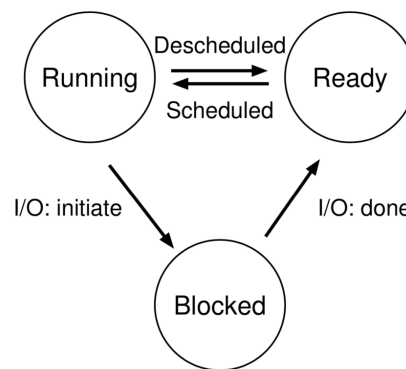 Descheduled
Running
Ready
Scheduled
I/O: initiate
I/O: done
Blocked